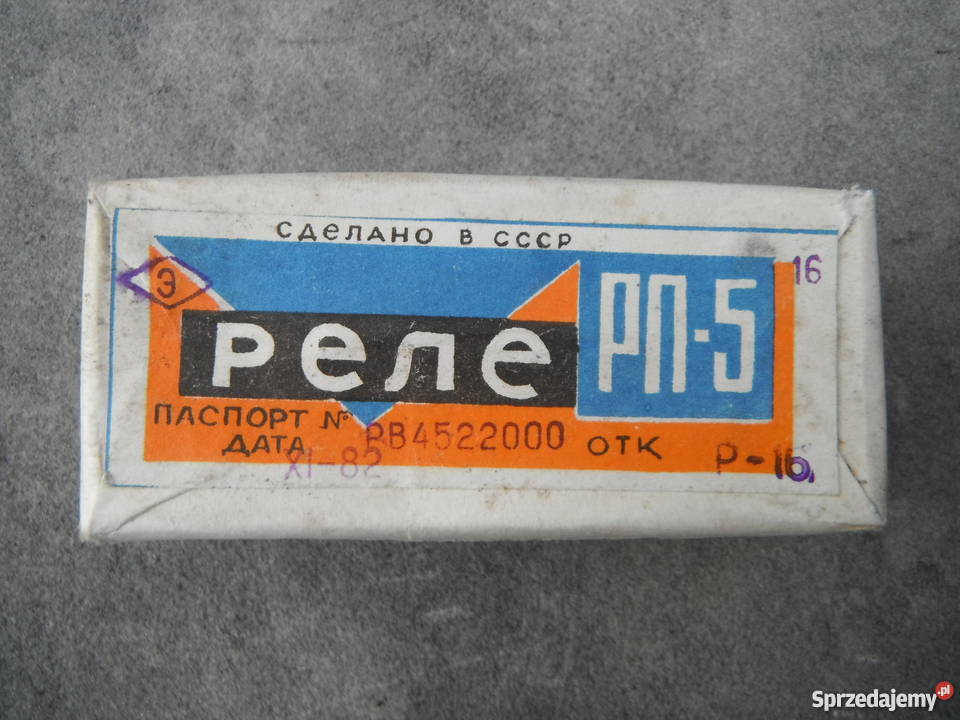 СДЕЛАНО В СССР
Э
16
реле
РП-5
ПАСПОРТ № РВ4522000
ДАТА XI-82
ОТК
Р-16
Sprzedajemy.pl